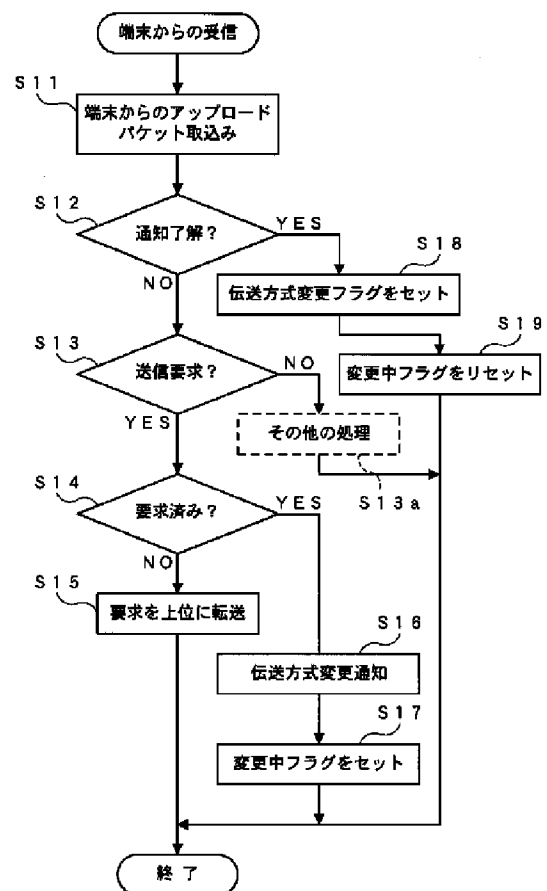 端末からの受信
S11
端末からのアップロード
パケット取込み
S12
通知了解?
YES
NO
S18
伝送方式変更フラグをセット
S19
変更中フラグをリセット
S13
送信要求?
NO
YES
その他の処理
S13a
S14
要求済み?
YES
NO
S15
要求を上位に転送
S16
伝送方式変更通知
S17
変更中フラグをセット
終了